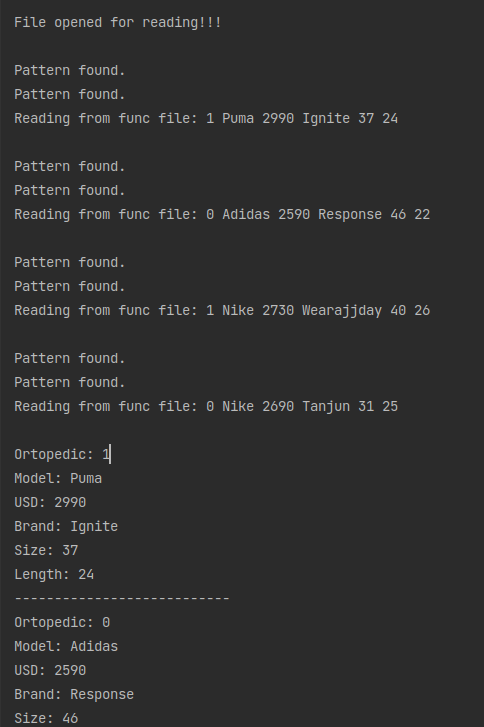 File opened for reading!!!
Pattern found.
Pattern found.
Reading from func file: 1 Puma 2990 Ignite 37 24
Pattern found.
Pattern found.
Reading from func file: 0 Adidas 2590 Response 46 22
Pattern found.
Pattern found.
Reading from func file: 1 Nike 2730 Wearajjday 40 26
Pattern found.
Pattern found.
Reading from func file: 0 Nike 2690 Tanjun 31 25
Ortopedic: 1
Model: Puma
USD: 2990
Brand: Ignite
Size: 37
Length: 24
---------------------------
Ortopedic: 0
Model: Adidas
USD: 2590
Brand: Response
Size: 46